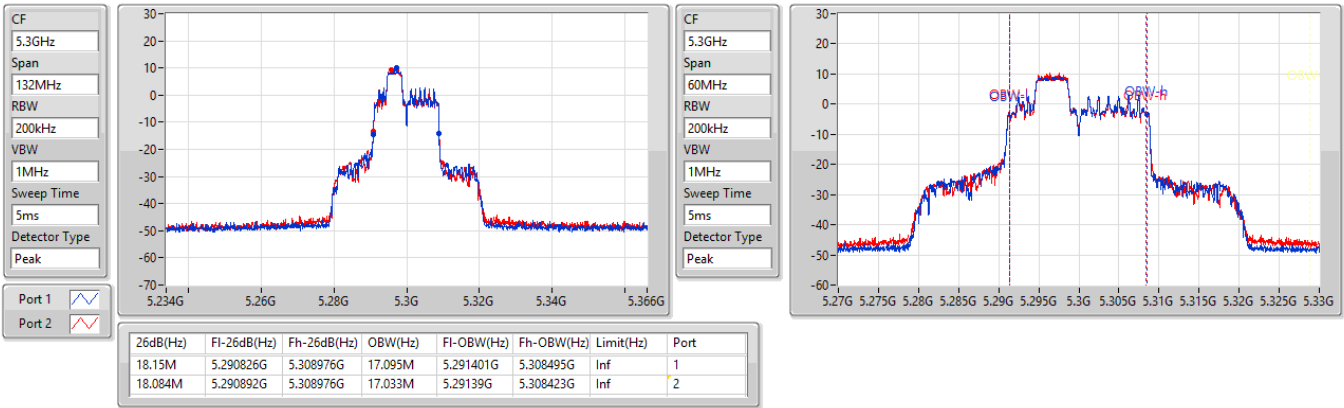 CF
5.3GHz
Span
132MHz
RBW
200kHz
VBW
1MHz
Sweep Time
5ms
Detector Type
Peak
Port 1
Port 2
30
20
10
0
-10
-20
-30
-40
-50
-60
-70
5.234G 5.26G 5.28G 5.3G 5.32G 5.34G 5.366G
CF
5.3GHz
Span
60MHz
RBW
200kHz
VBW
1MHz
Sweep Time
5ms
Detector Type
Peak
30
20
10
0
-10
-20
-30
-40
-50
-60
OBW-h
5.27G 5.275G 5.28G 5.285G 5.29G 5.295G 5.3G 5.305G 5.31G 5.315G 5.32G 5.325G 5.33G
26dB(Hz) Fl-26dB(Hz) Fh-26dB(Hz) OBW(Hz) Fl-OBW(Hz) Fh-OBW(Hz) Limit(Hz) Port
18.15M 5.290826G 5.308976G 17.095M 5.291401G 5.308495G Inf 1
18.084M 5.290892G 5.308976G 17.033M 5.29139G 5.308423G Inf 2